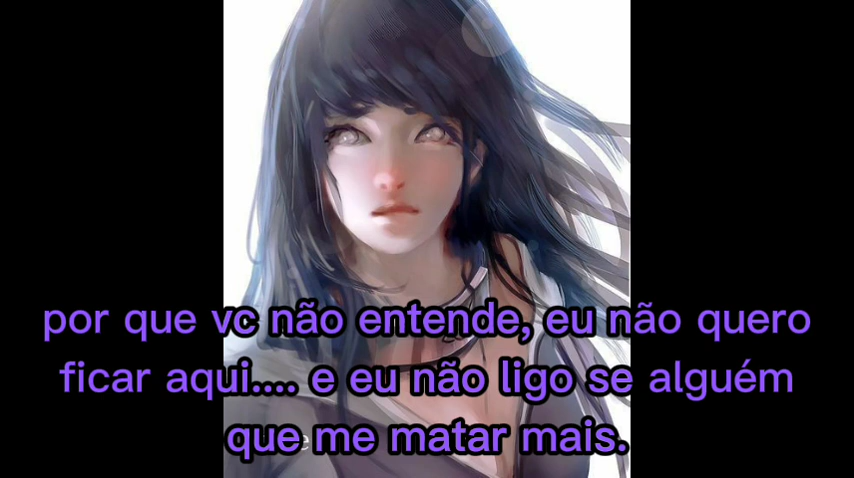 por que vc não entende, eu não quero
ficar aqui.... e eu não ligo se alguém
que me matar mais.